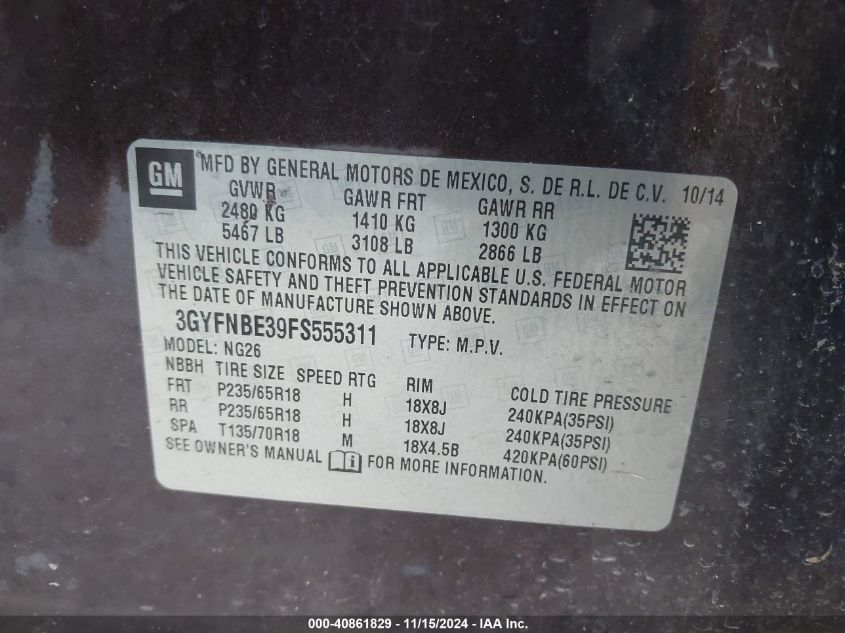 GM
MFD BY GENERAL MOTORS DE MEXICO, S. DE R.L. DE C.V. 10/14
GVWR GAWR FRT GAWR RR
2480 KG 1410 KG 1300 KG
5467 LB 3108 LB 2866 LB
THIS VEHICLE CONFORMS TO ALL APPLICABLE U.S. FEDERAL MOTOR
VEHICLE SAFETY AND THEFT PREVENTION STANDARDS IN EFFECT ON
THE DATE OF MANUFACTURE SHOWN ABOVE.
3GYFNBE39FS555311 TYPE: M.P.V.
MODEL: NG26
NBBH TIRE SIZE SPEED RTG RIM COLD TIRE PRESSURE
FRT P235/65R18 H 18X8J 240KPA(35PSI)
RR P235/65R18 H 18X8J 240KPA(35PSI)
SPA T135/70R18 M 18X4.5B 420KPA(60PSI)
SEE OWNER'S MANUAL FOR MORE INFORMATION.
000-40861829 - 11/15/2024 - IAA Inc.